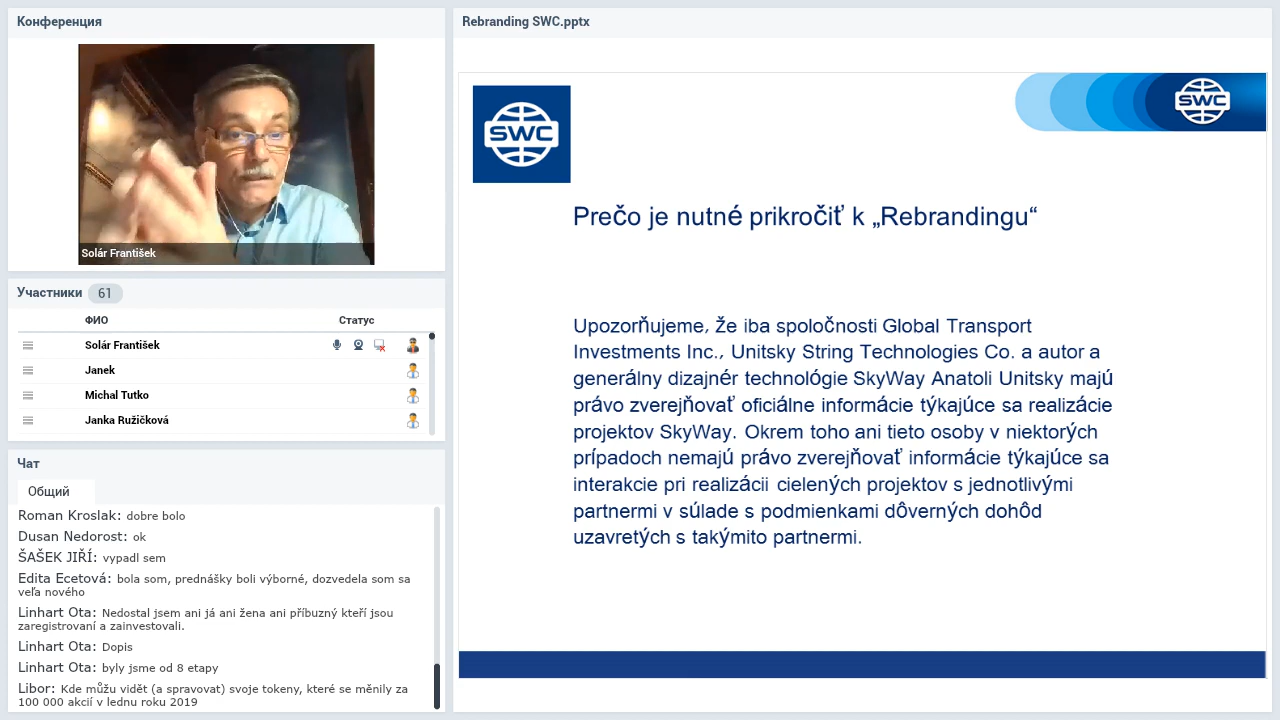 Конференция
Solár František
Участники 61
ФИО Статус
Solár František
Janek
Michal Tutko
Janka Ružičková
Чат
Общий
Roman Kroslak: dobre bolo
Dusan Nedorost: ok
ŠAŠEK JIŘÍ: vypadl sem
Edita Ecetová: bola som, prednášky boli výborné, dozvedela som sa
veľa nového
Linhart Ota: Nedostal jsem ani já ani žena ani příbuzný kteří jsou
zaregistrovaní a zainvestovali.
Linhart Ota: Dopis
Linhart Ota: byly jsme od 8 etapy
Libor: Kde můžu vidět (a spravovat) svoje tokeny, které se měnily za
100 000 akcií v lednu roku 2019
Rebranding SWC.pptx
SWC
SWC
Prečo je nutné prikročiť k „Rebrandingu“
Upozorňujeme, že iba spoločnosti Global Transport
Investments Inc., Unitsky String Technologies Co. a autor a
generálny dizajnér technológie SkyWay Anatoli Unitsky majú
právo zverejňovať oficiálne informácie týkajúce sa realizácie
projektov SkyWay. Okrem toho ani tieto osoby v niektorých
prípadoch nemajú právo zverejňovať informácie týkajúce sa
interakcie pri realizácii cielených projektov s jednotlivými
partnermi v súlade s podmienkami dôverných dohôd
uzavretých s takýmito partnermi.